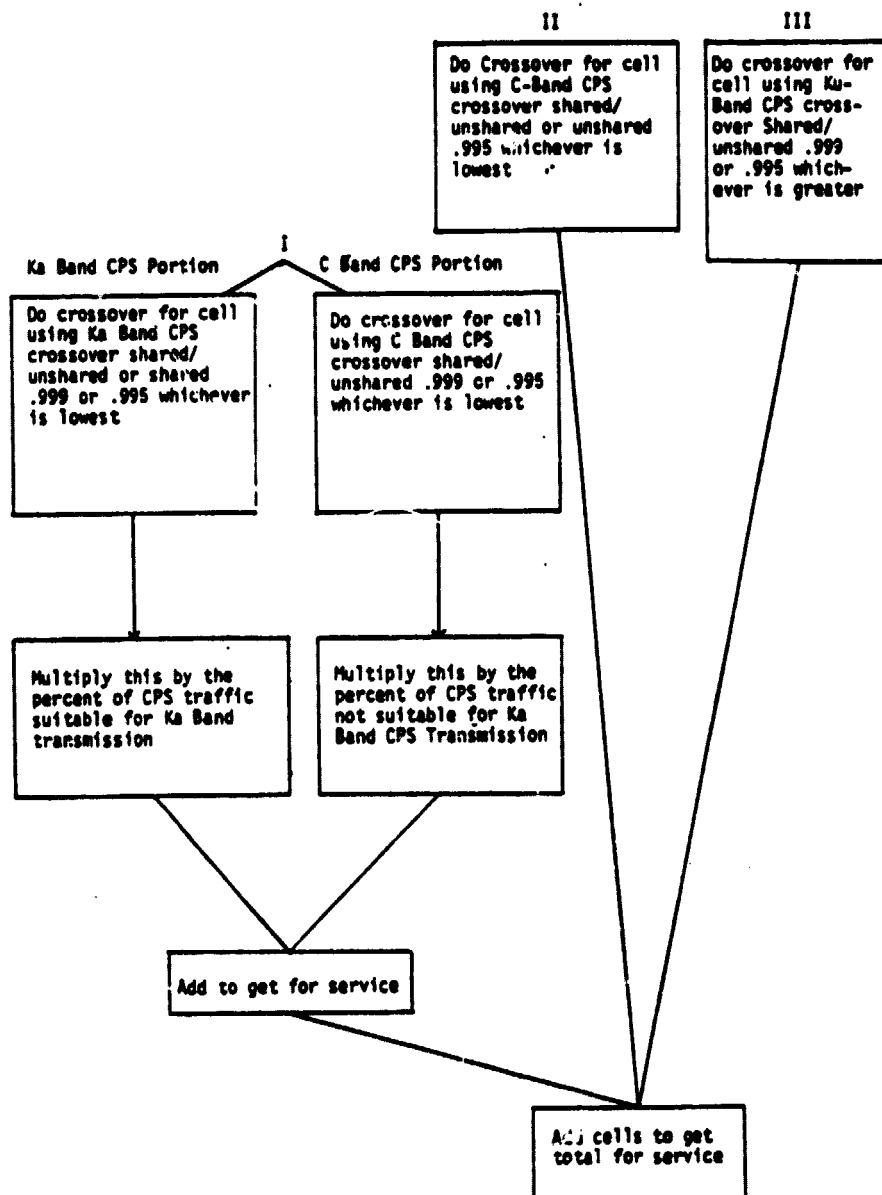 II
Do Crossover for cell
using C-Band CPS
crossover shared/
unshared or unshared
.995 whichever is
lowest
III
Do crossover for
cell using Ku-
Band CPS cross-
over Shared/
unshared .999
or .995 which-
ever is greater
I
Ka Band CPS Portion
C Band CPS Portion
Do crossover for cell
using Ka Band CPS
crossover shared/
unshared or shared
.999 or .995 whichever
is lowest
Do crossover for cell
using C Band CPS
crossover shared/
unshared .999 or .995
whichever is lowest
Multiply this by the
percent of CPS traffic
suitable for Ka Band
transmission
Multiply this by the
percent of CPS traffic
not suitable for Ka
Band CPS Transmission
Add to get for service
Add cells to get
total for service